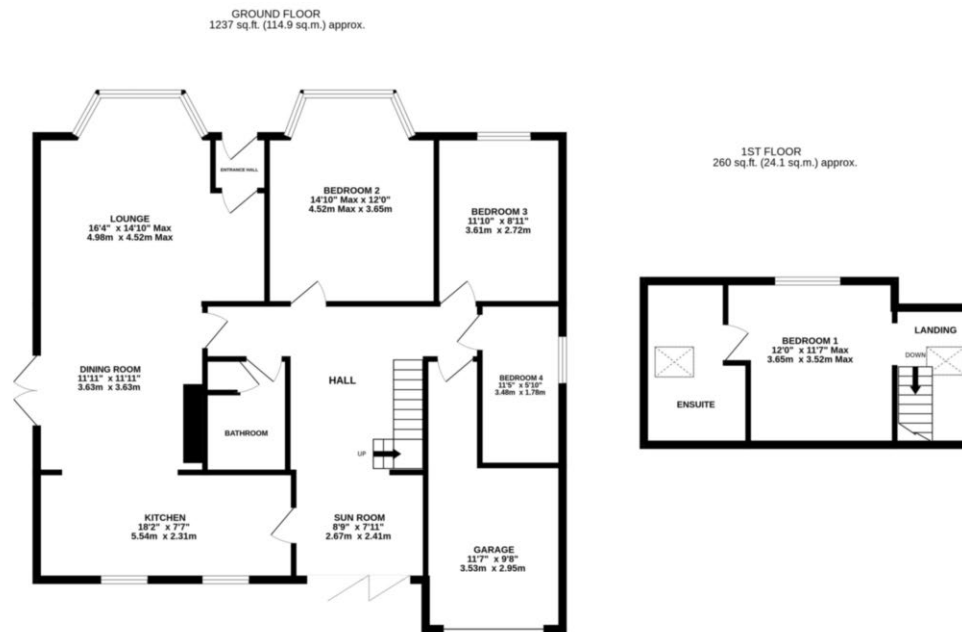 GROUND FLOOR
1237 sq.ft. (114.9 sq.m.) approx.
ENTRANCE HALL
LOUNGE
16'4" x 14'10" Max
4.98m x 4.52m Max
BEDROOM 2
14'10" Max x 12'0"
4.52m Max x 3.65m
BEDROOM 3
11'10" x 8'11"
3.61m x 2.72m
DINING ROOM
11'11" x 11'11"
3.63m x 3.63m
HALL
BEDROOM 4
11'5" x 5'10"
3.48m x 1.78m
BATHROOM
UP
KITCHEN
18'2" x 7'7"
5.54m x 2.31m
SUN ROOM
8'9" x 7'11"
2.67m x 2.41m
GARAGE
11'7" x 9'8"
3.53m x 2.95m
1ST FLOOR
260 sq.ft. (24.1 sq.m.) approx.
BEDROOM 1
12'0" x 11'7" Max
3.65m x 3.52m Max
LANDING
DOWN
ENSUITE